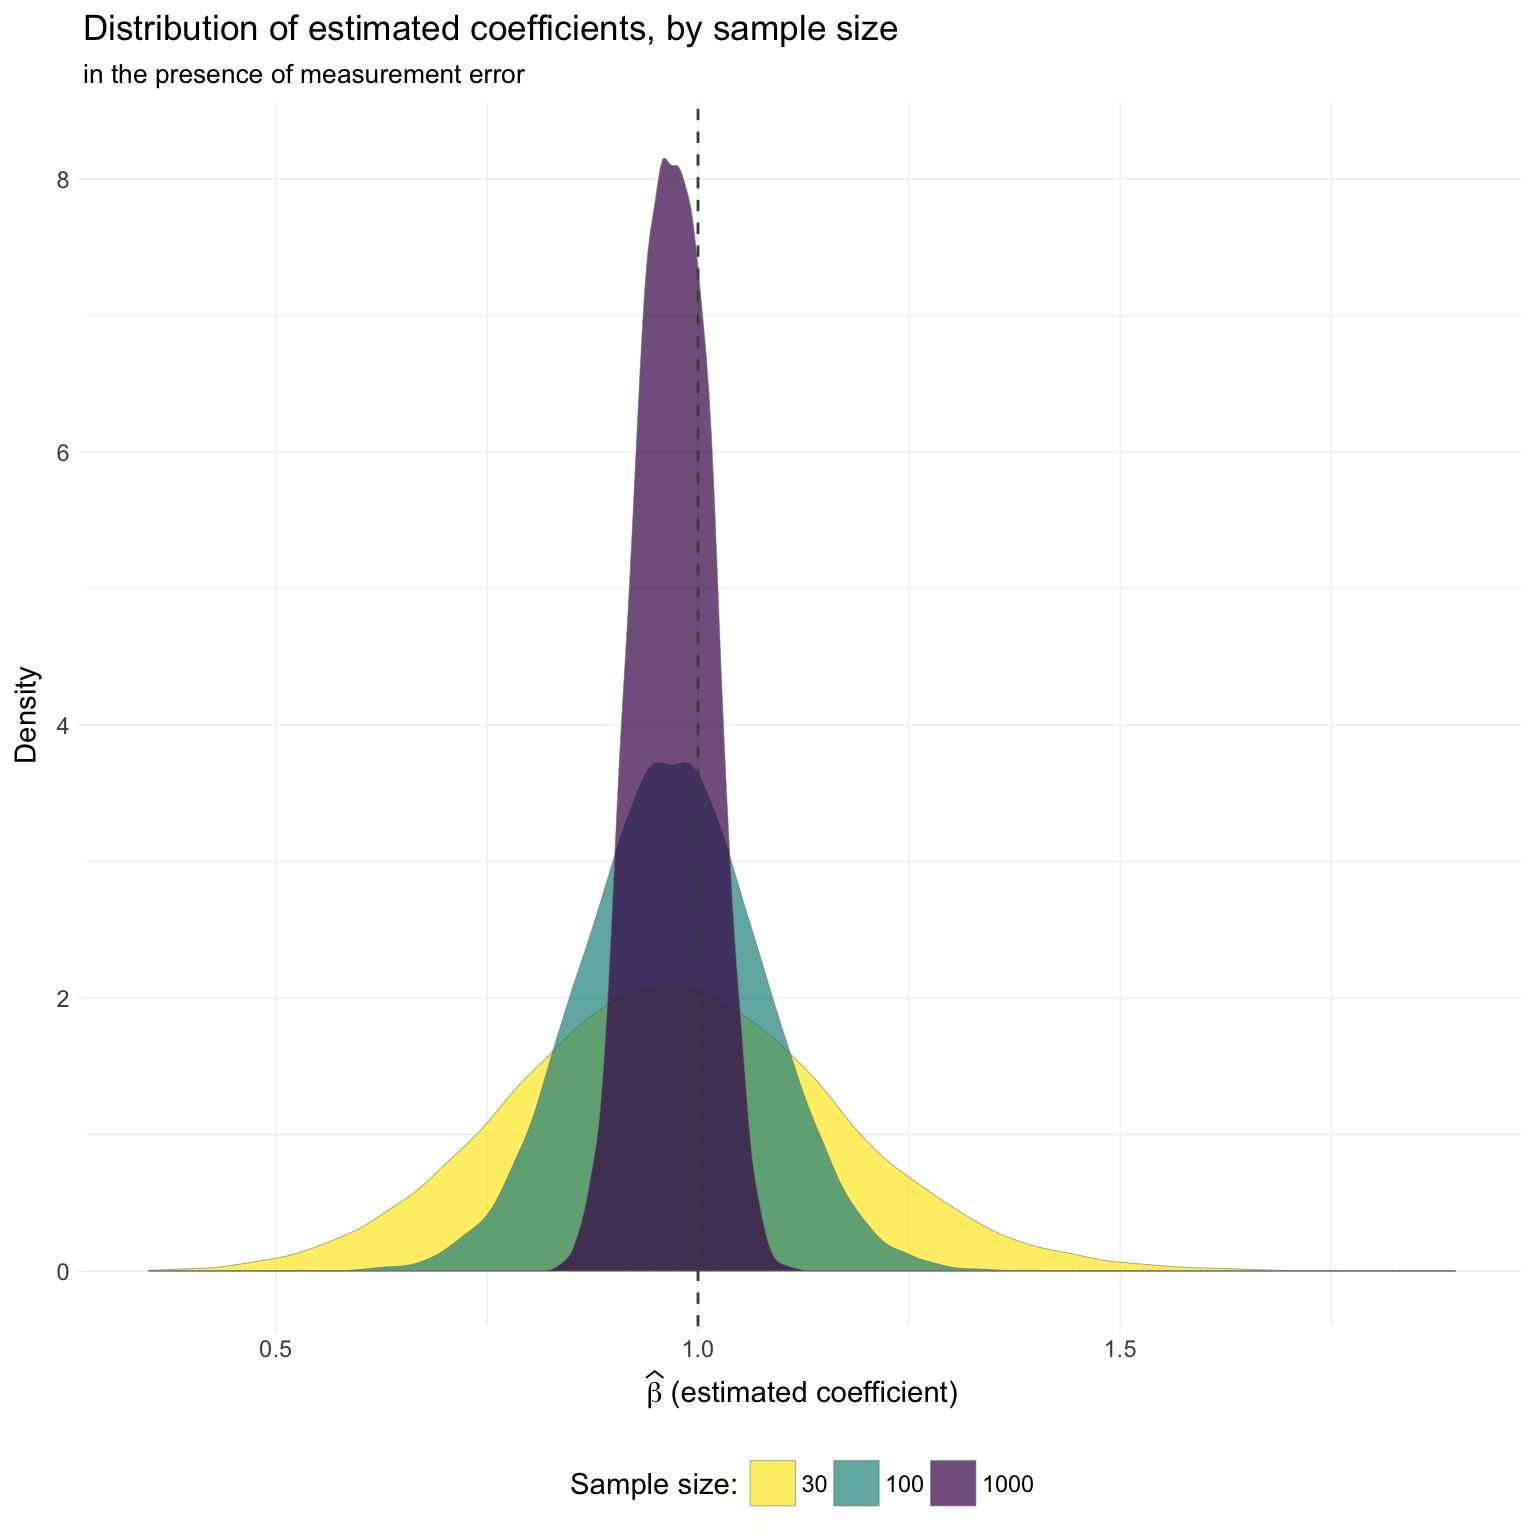 Distribution of estimated coefficients, by sample size
in the presence of measurement error
Density
8
6
4
2
0
0.5 1.0 1.5
β̂ (estimated coefficient)
Sample size: 30 100 1000